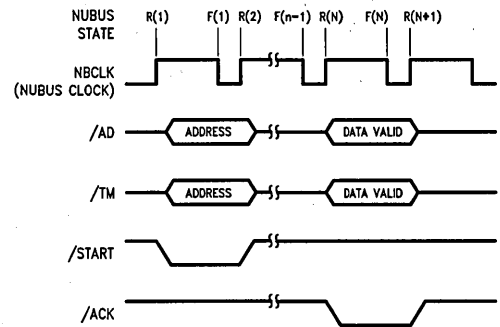 NUBUS STATE R(1) F(1) R(2) F(n-1) R(N) F(N) R(N+1)
NBCLK
(NUBUS CLOCK)
/AD ADDRESS DATA VALID
/TM ADDRESS DATA VALID
/START
/ACK